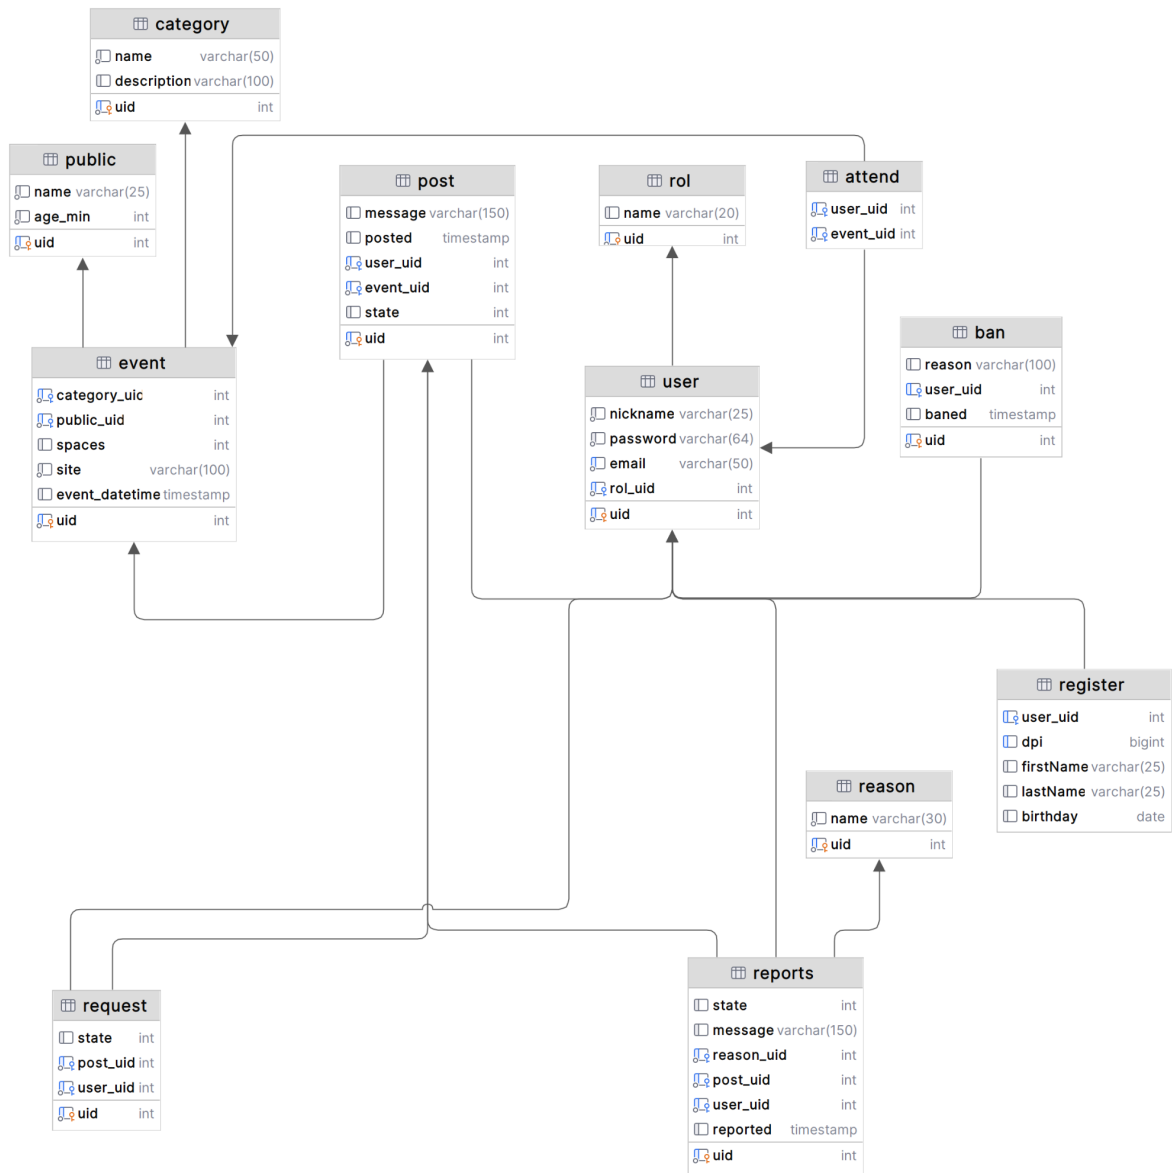 category
name varchar(50)
description varchar(100)
uid int
public
name varchar(25)
age_min int
uid int
post
message varchar(150)
posted timestamp
user_uid int
event_uid int
state int
uid int
rol
name varchar(20)
uid int
attend
user_uid int
event_uid int
ban
reason varchar(100)
user_uid int
baned timestamp
uid int
event
category_uic int
public_uid int
spaces int
site varchar(100)
event_datetime timestamp
uid int
user
nickname varchar(25)
password varchar(64)
email varchar(50)
rol_uid int
uid int
register
user_uid int
dpi bigint
firstName varchar(25)
lastName varchar(25)
birthday date
reason
name varchar(30)
uid int
request
state int
post_uid int
user_uid int
uid int
reports
state int
message varchar(150)
reason_uid int
post_uid int
user_uid int
reported timestamp
uid int